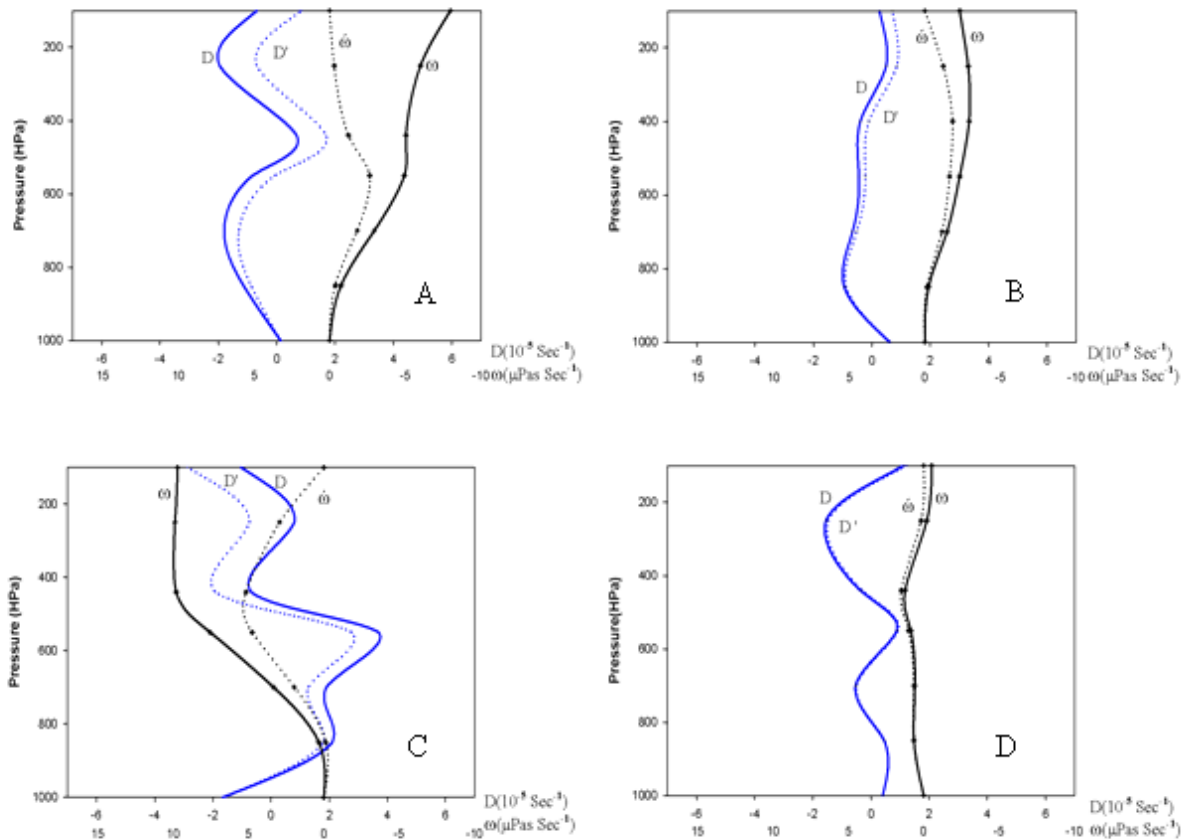 Pressure (HPa)
200
400
600
800
1000
D
D'
ώ
ω
A
-6 -4 -2 0 2 4 6 D(10⁻⁵ Sec⁻¹)
15 10 5 0 -5 -10 ω(μPas Sec⁻¹)
Pressure (HPa)
200
400
600
800
1000
D
D'
ώ
ω
B
-6 -4 -2 0 2 4 6 D(10⁻⁵ Sec⁻¹)
15 10 5 0 -5 -10 ω(μPas Sec⁻¹)
Pressure (HPa)
200
400
600
800
1000
ω
D'
D
ώ
C
-6 -4 -2 0 2 4 6 D(10⁻⁵ Sec⁻¹)
15 10 5 0 -5 -10 ω(μPas Sec⁻¹)
Pressure(HPa)
200
400
600
800
1000
D
D'
ώ
ω
D
-6 -4 -2 0 2 4 6 D(10⁻⁵ Sec⁻¹)
15 10 5 0 -5 -10 ω(μPas Sec⁻¹)